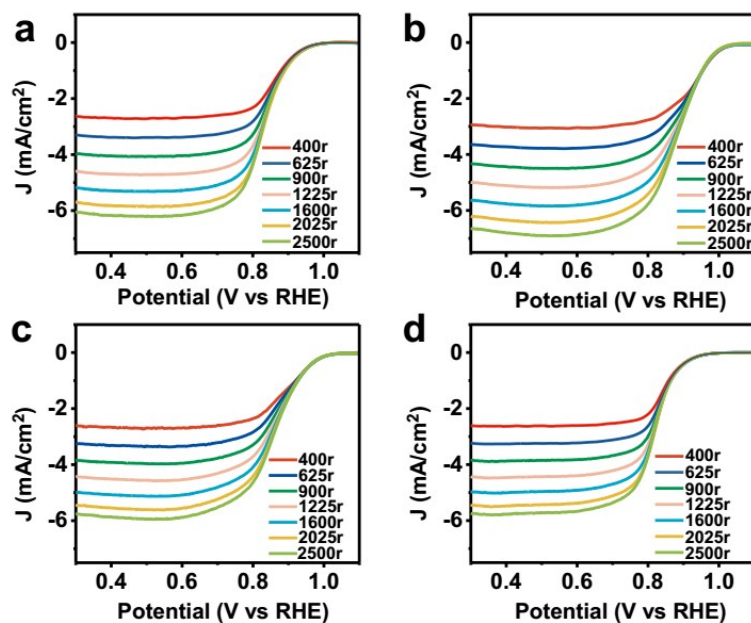 a
0
-2
-4
-6
J (mA/cm²)
400r
625r
900r
1225r
1600r
2025r
2500r
0.4 0.6 0.8 1.0
Potential (V vs RHE)
b
0
-2
-4
-6
J (mA/cm²)
400r
625r
900r
1225r
1600r
2025r
2500r
0.4 0.6 0.8 1.0
Potential (V vs RHE)
c
0
-2
-4
-6
J (mA/cm²)
400r
625r
900r
1225r
1600r
2025r
2500r
0.4 0.6 0.8 1.0
Potential (V vs RHE)
d
0
-2
-4
-6
J (mA/cm²)
400r
625r
900r
1225r
1600r
2025r
2500r
0.4 0.6 0.8 1.0
Potential (V vs RHE)